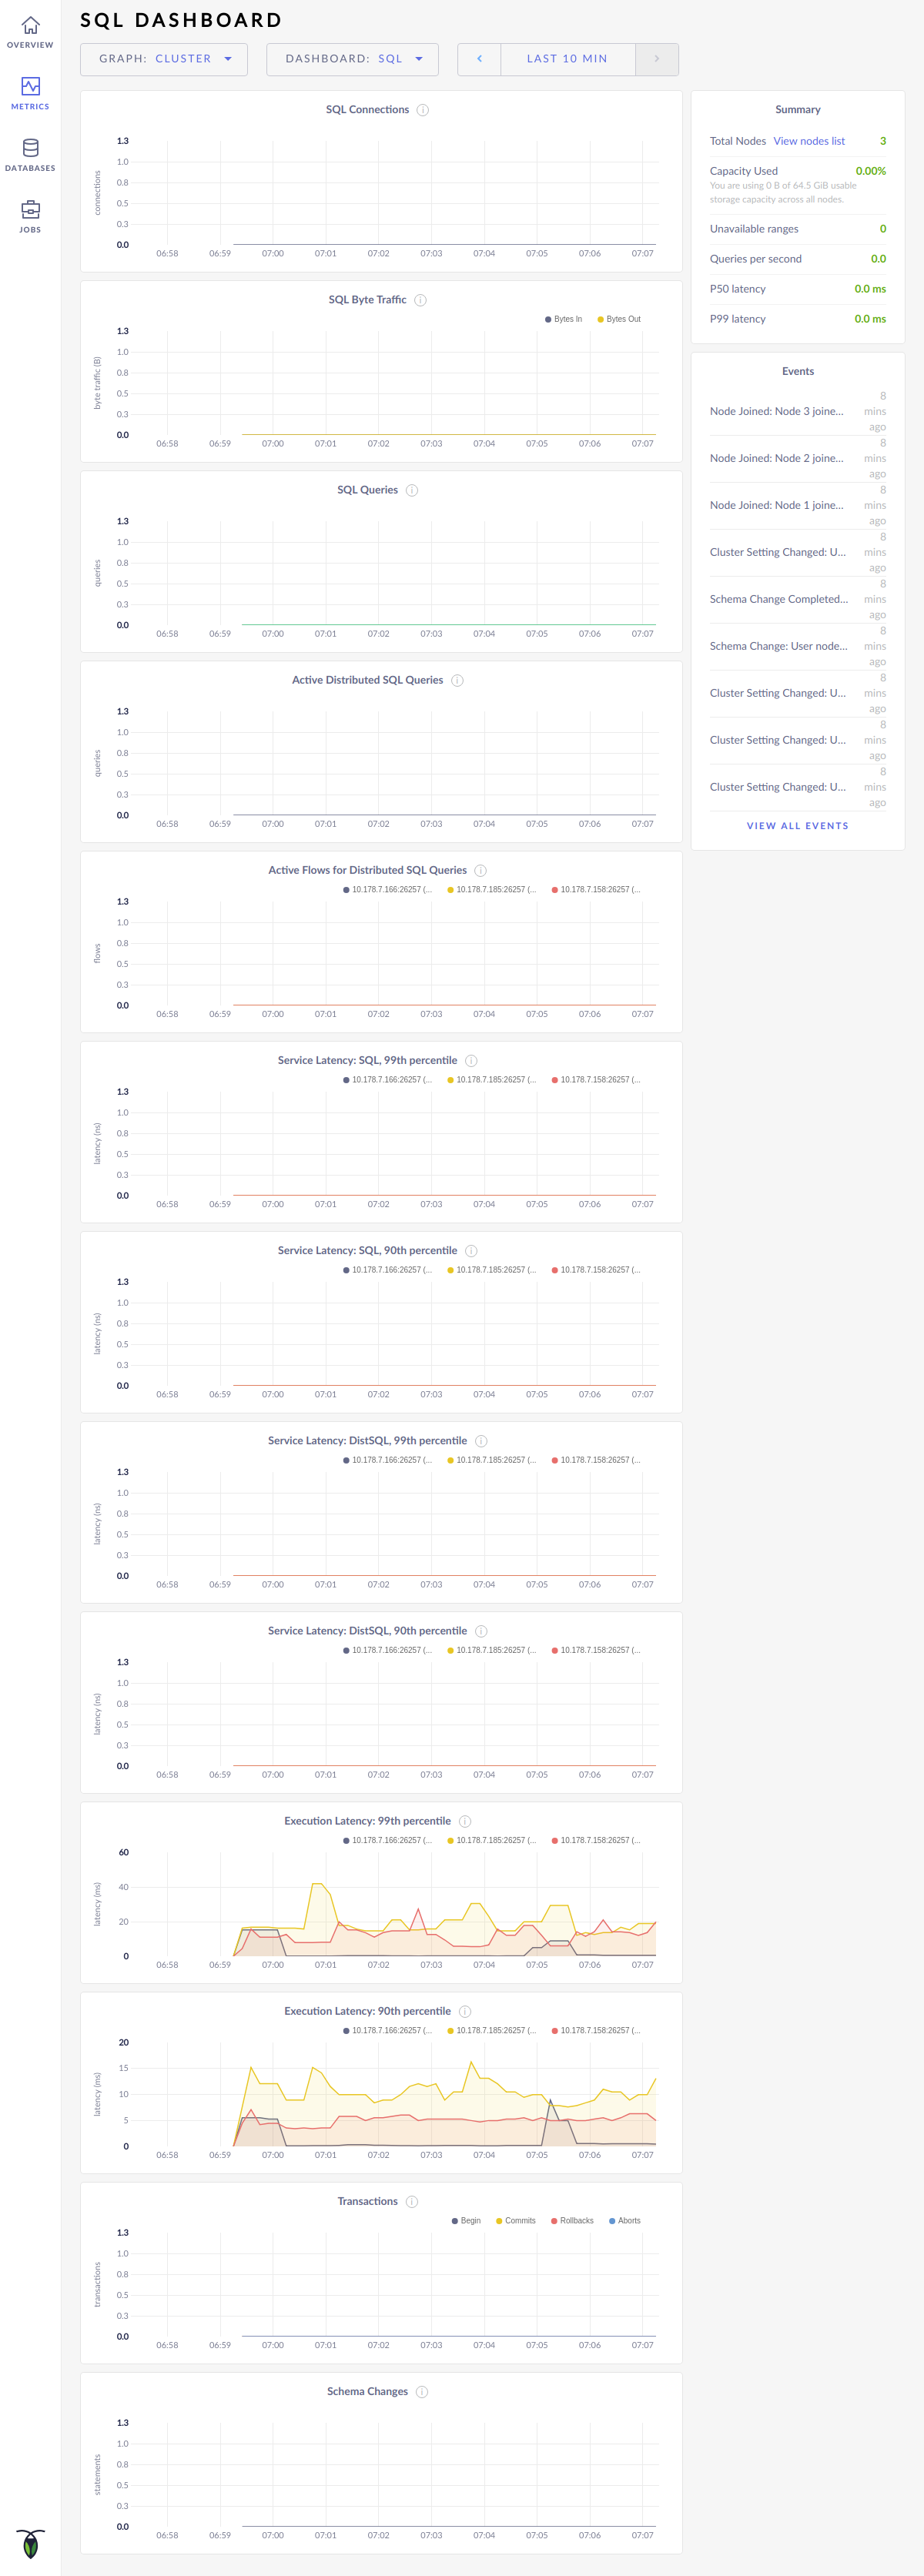 SQL DASHBOARD
OVERVIEW
METRICS
DATABASES
JOBS
GRAPH: CLUSTER
DASHBOARD: SQL
LAST 10 MIN
SQL Connections
connections
1.3
1.0
0.8
0.5
0.3
0.0
06:58 06:59 07:00 07:01 07:02 07:03 07:04 07:05 07:06 07:07
SQL Byte Traffic
Bytes In Bytes Out
byte traffic (B)
1.3
1.0
0.8
0.5
0.3
0.0
06:58 06:59 07:00 07:01 07:02 07:03 07:04 07:05 07:06 07:07
SQL Queries
queries
1.3
1.0
0.8
0.5
0.3
0.0
06:58 06:59 07:00 07:01 07:02 07:03 07:04 07:05 07:06 07:07
Active Distributed SQL Queries
queries
1.3
1.0
0.8
0.5
0.3
0.0
06:58 06:59 07:00 07:01 07:02 07:03 07:04 07:05 07:06 07:07
Active Flows for Distributed SQL Queries
10.178.7.166:26257 (... 10.178.7.185:26257 (... 10.178.7.158:26257 (...
flows
1.3
1.0
0.8
0.5
0.3
0.0
06:58 06:59 07:00 07:01 07:02 07:03 07:04 07:05 07:06 07:07
Service Latency: SQL, 99th percentile
10.178.7.166:26257 (... 10.178.7.185:26257 (... 10.178.7.158:26257 (...
latency (ns)
1.3
1.0
0.8
0.5
0.3
0.0
06:58 06:59 07:00 07:01 07:02 07:03 07:04 07:05 07:06 07:07
Service Latency: SQL, 90th percentile
10.178.7.166:26257 (... 10.178.7.185:26257 (... 10.178.7.158:26257 (...
latency (ns)
1.3
1.0
0.8
0.5
0.3
0.0
06:58 06:59 07:00 07:01 07:02 07:03 07:04 07:05 07:06 07:07
Service Latency: DistSQL, 99th percentile
10.178.7.166:26257 (... 10.178.7.185:26257 (... 10.178.7.158:26257 (...
latency (ns)
1.3
1.0
0.8
0.5
0.3
0.0
06:58 06:59 07:00 07:01 07:02 07:03 07:04 07:05 07:06 07:07
Service Latency: DistSQL, 90th percentile
10.178.7.166:26257 (... 10.178.7.185:26257 (... 10.178.7.158:26257 (...
latency (ns)
1.3
1.0
0.8
0.5
0.3
0.0
06:58 06:59 07:00 07:01 07:02 07:03 07:04 07:05 07:06 07:07
Execution Latency: 99th percentile
10.178.7.166:26257 (... 10.178.7.185:26257 (... 10.178.7.158:26257 (...
latency (ms)
60
40
20
0
06:58 06:59 07:00 07:01 07:02 07:03 07:04 07:05 07:06 07:07
Execution Latency: 90th percentile
10.178.7.166:26257 (... 10.178.7.185:26257 (... 10.178.7.158:26257 (...
latency (ms)
20
15
10
5
0
06:58 06:59 07:00 07:01 07:02 07:03 07:04 07:05 07:06 07:07
Transactions
Begin Commits Rollbacks Aborts
transactions
1.3
1.0
0.8
0.5
0.3
0.0
06:58 06:59 07:00 07:01 07:02 07:03 07:04 07:05 07:06 07:07
Schema Changes
statements
1.3
1.0
0.8
0.5
0.3
0.0
06:58 06:59 07:00 07:01 07:02 07:03 07:04 07:05 07:06 07:07
Summary
Total Nodes View nodes list 3
Capacity Used 0.00%
You are using 0 B of 64.5 GiB usable
storage capacity across all nodes.
Unavailable ranges 0
Queries per second 0.0
P50 latency 0.0 ms
P99 latency 0.0 ms
Events
Node Joined: Node 3 joine... 8 mins ago
Node Joined: Node 2 joine... 8 mins ago
Node Joined: Node 1 joine... 8 mins ago
Cluster Setting Changed: U... 8 mins ago
Schema Change Completed... 8 mins ago
Schema Change: User node... 8 mins ago
Cluster Setting Changed: U... 8 mins ago
Cluster Setting Changed: U... 8 mins ago
Cluster Setting Changed: U... 8 mins ago
VIEW ALL EVENTS